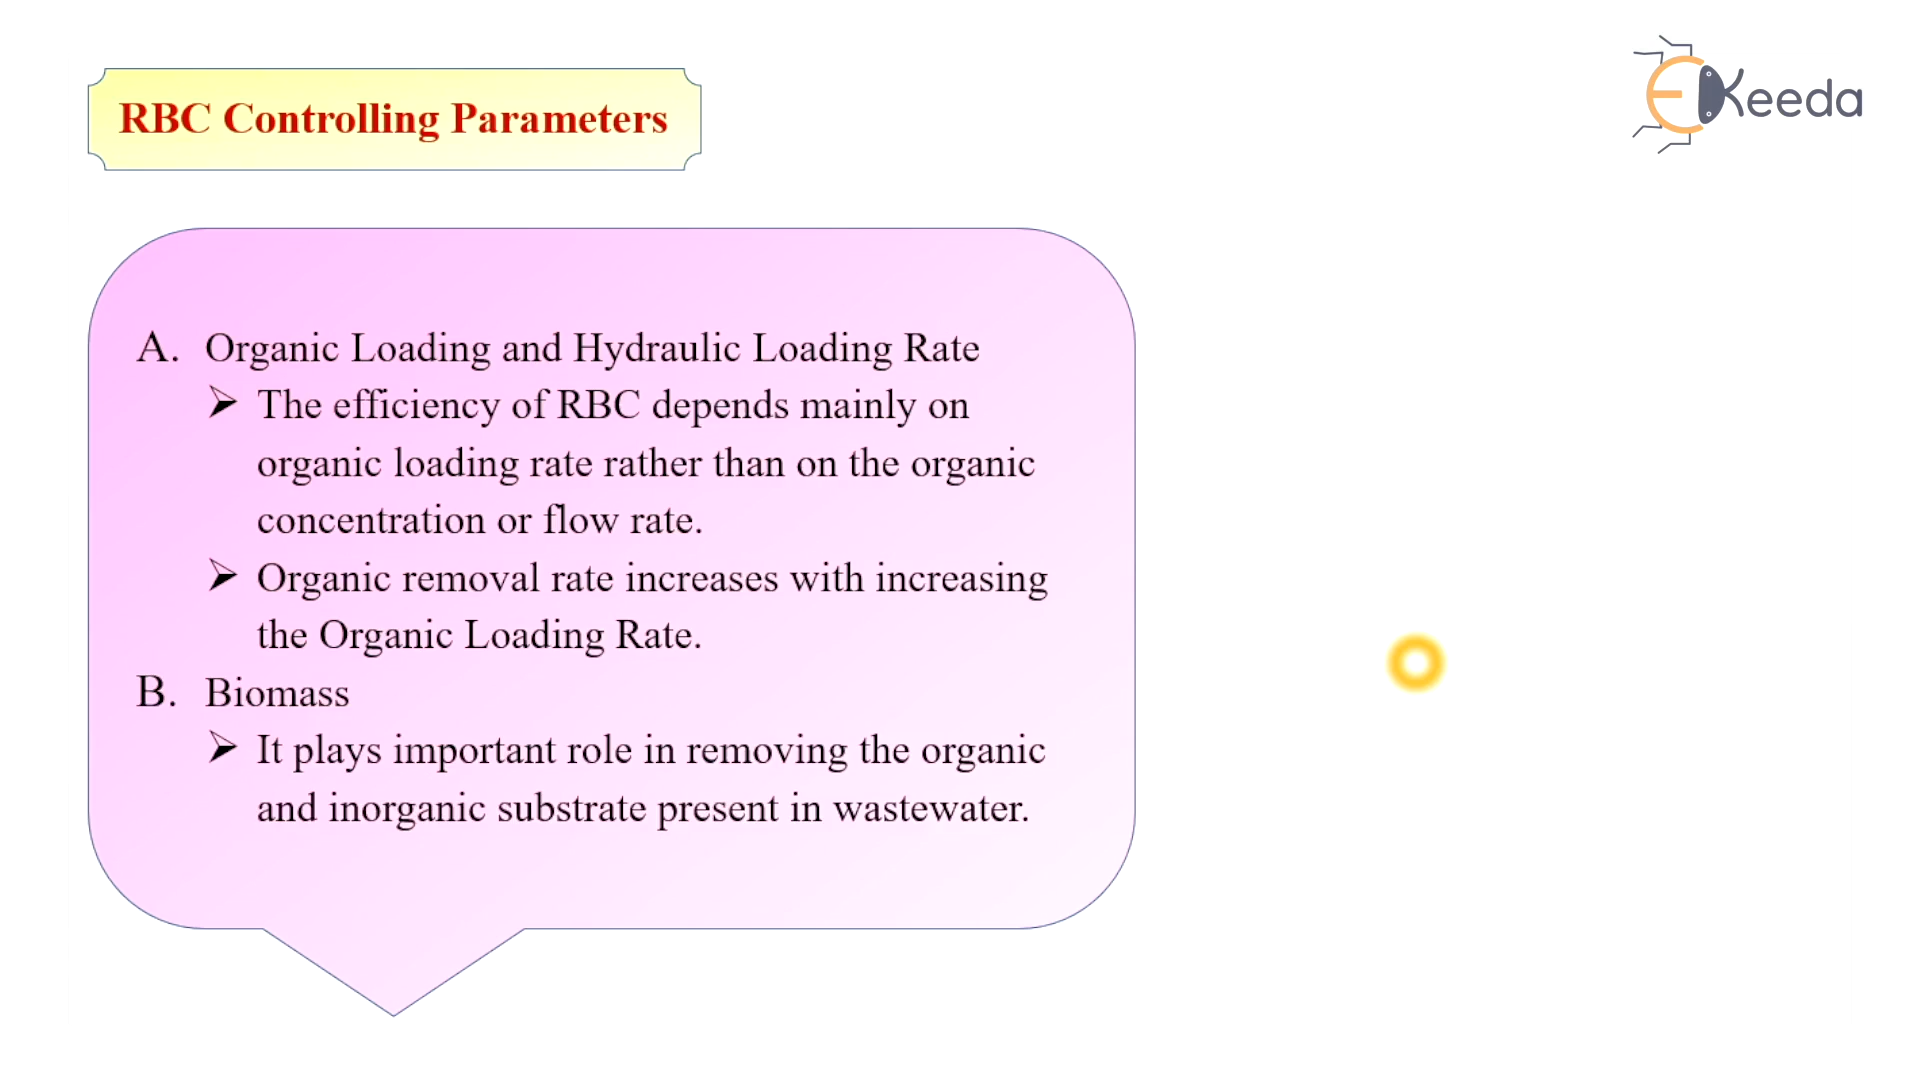 RBC Controlling Parameters
EKeeda
A. Organic Loading and Hydraulic Loading Rate
➢ The efficiency of RBC depends mainly on
organic loading rate rather than on the organic
concentration or flow rate.
➢ Organic removal rate increases with increasing
the Organic Loading Rate.
B. Biomass
➢ It plays important role in removing the organic
and inorganic substrate present in wastewater.